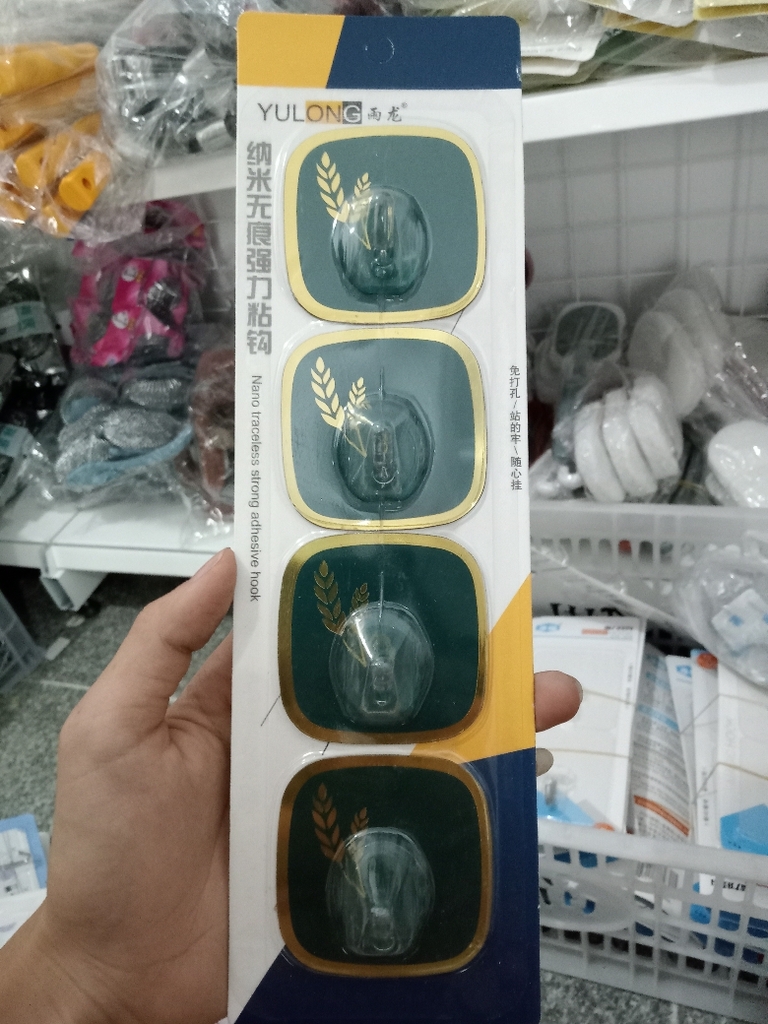 YULONG 雨龙®
纳米无痕强力粘钩
Nano traceless strong adhesive hook
免打孔/站的牢\随心挂